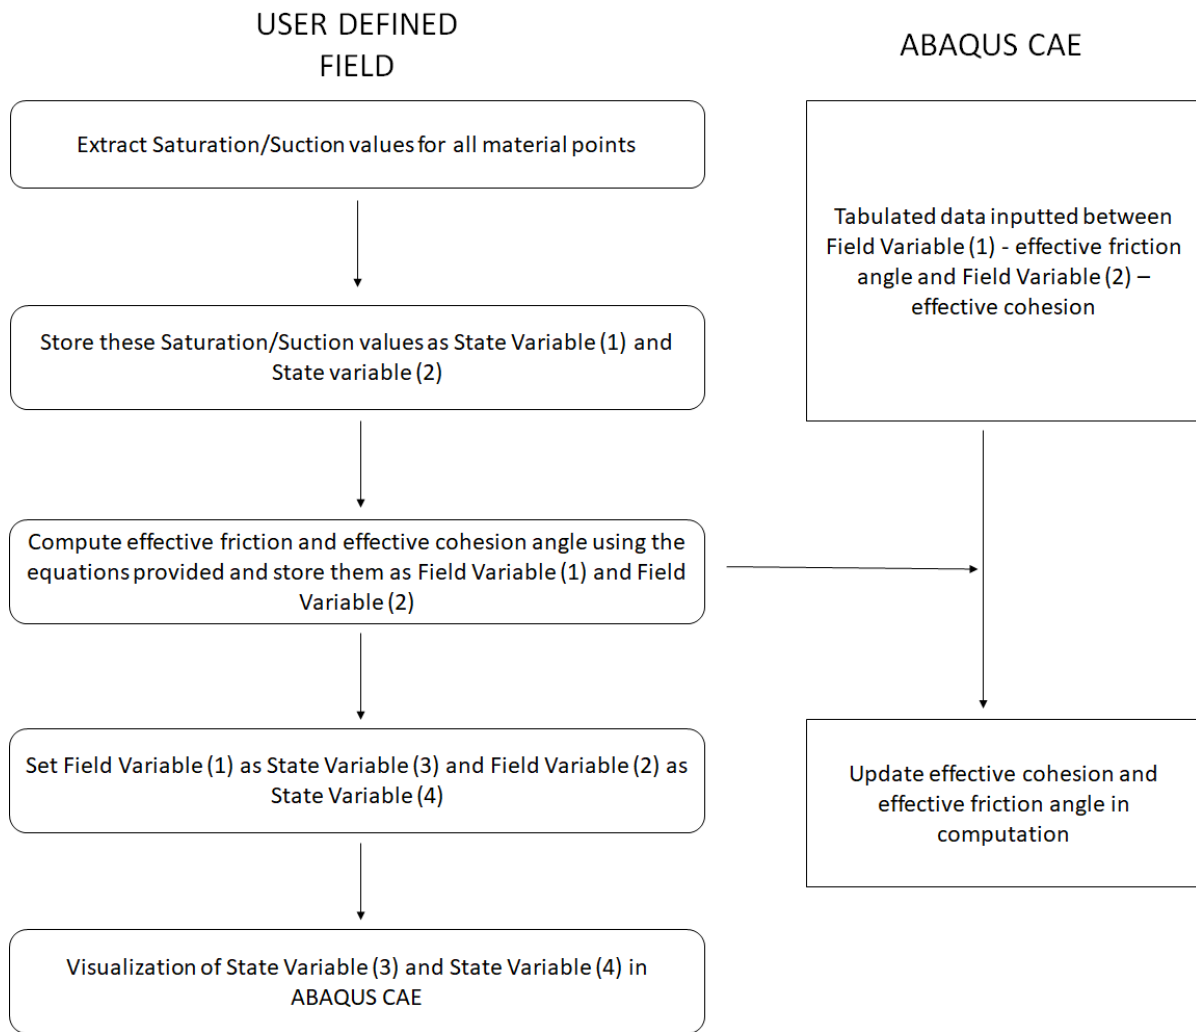 USER DEFINED
FIELD
ABAQUS CAE
Extract Saturation/Suction values for all material points
Store these Saturation/Suction values as State Variable (1) and
State variable (2)
Compute effective friction and effective cohesion angle using the
equations provided and store them as Field Variable (1) and Field
Variable (2)
Set Field Variable (1) as State Variable (3) and Field Variable (2) as
State Variable (4)
Visualization of State Variable (3) and State Variable (4) in
ABAQUS CAE
Tabulated data inputted between
Field Variable (1) - effective friction
angle and Field Variable (2) –
effective cohesion
Update effective cohesion and
effective friction angle in
computation